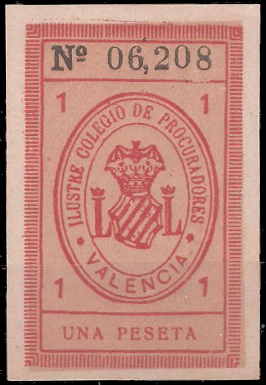 Nº 06,208
1 1
ILUSTRE COLEGIO DE PROCURADORES
L L
* VALENCIA *
1 1
UNA PESETA